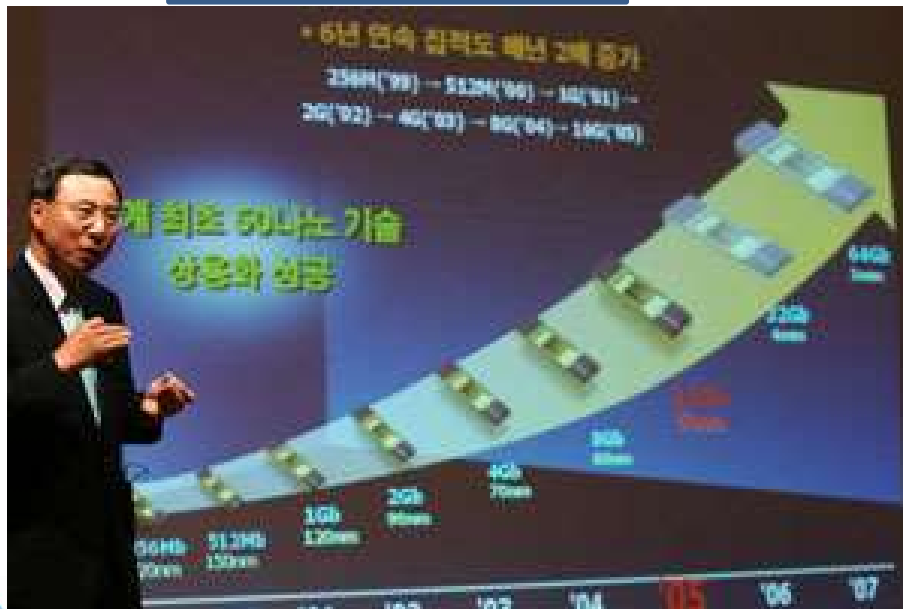 • 6년 연속 집적도 매년 2배 증가
256M('99) → 512M('00) → 1G('01) →
2G('02) → 4G('03) → 8G('04) → 16G('05)
계 최초 50나노 기술
상용화 성공
56Mb
512Mb
150nm
1Gb
120nm
2Gb
90nm
4Gb
70nm
8Gb
60nm
32Gb
64Gb
'04 '05 '06 '07